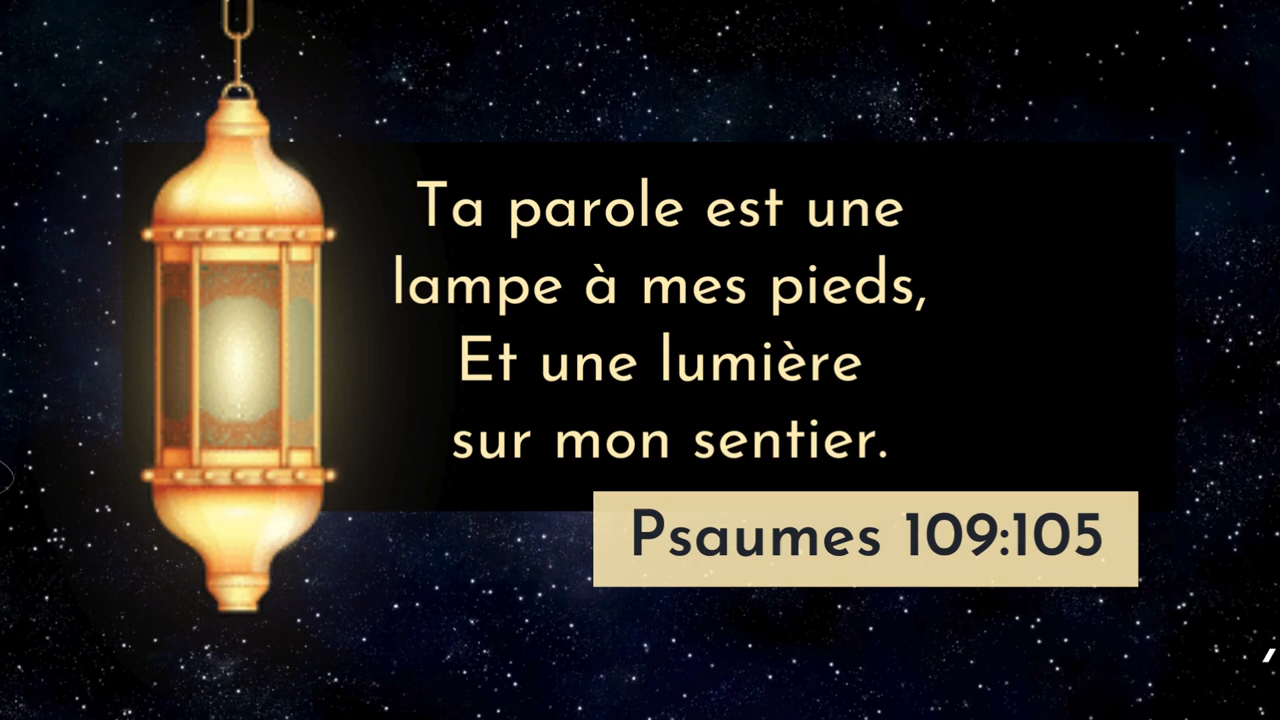 Ta parole est une
lampe à mes pieds,
Et une lumière
sur mon sentier.
Psaumes 109:105